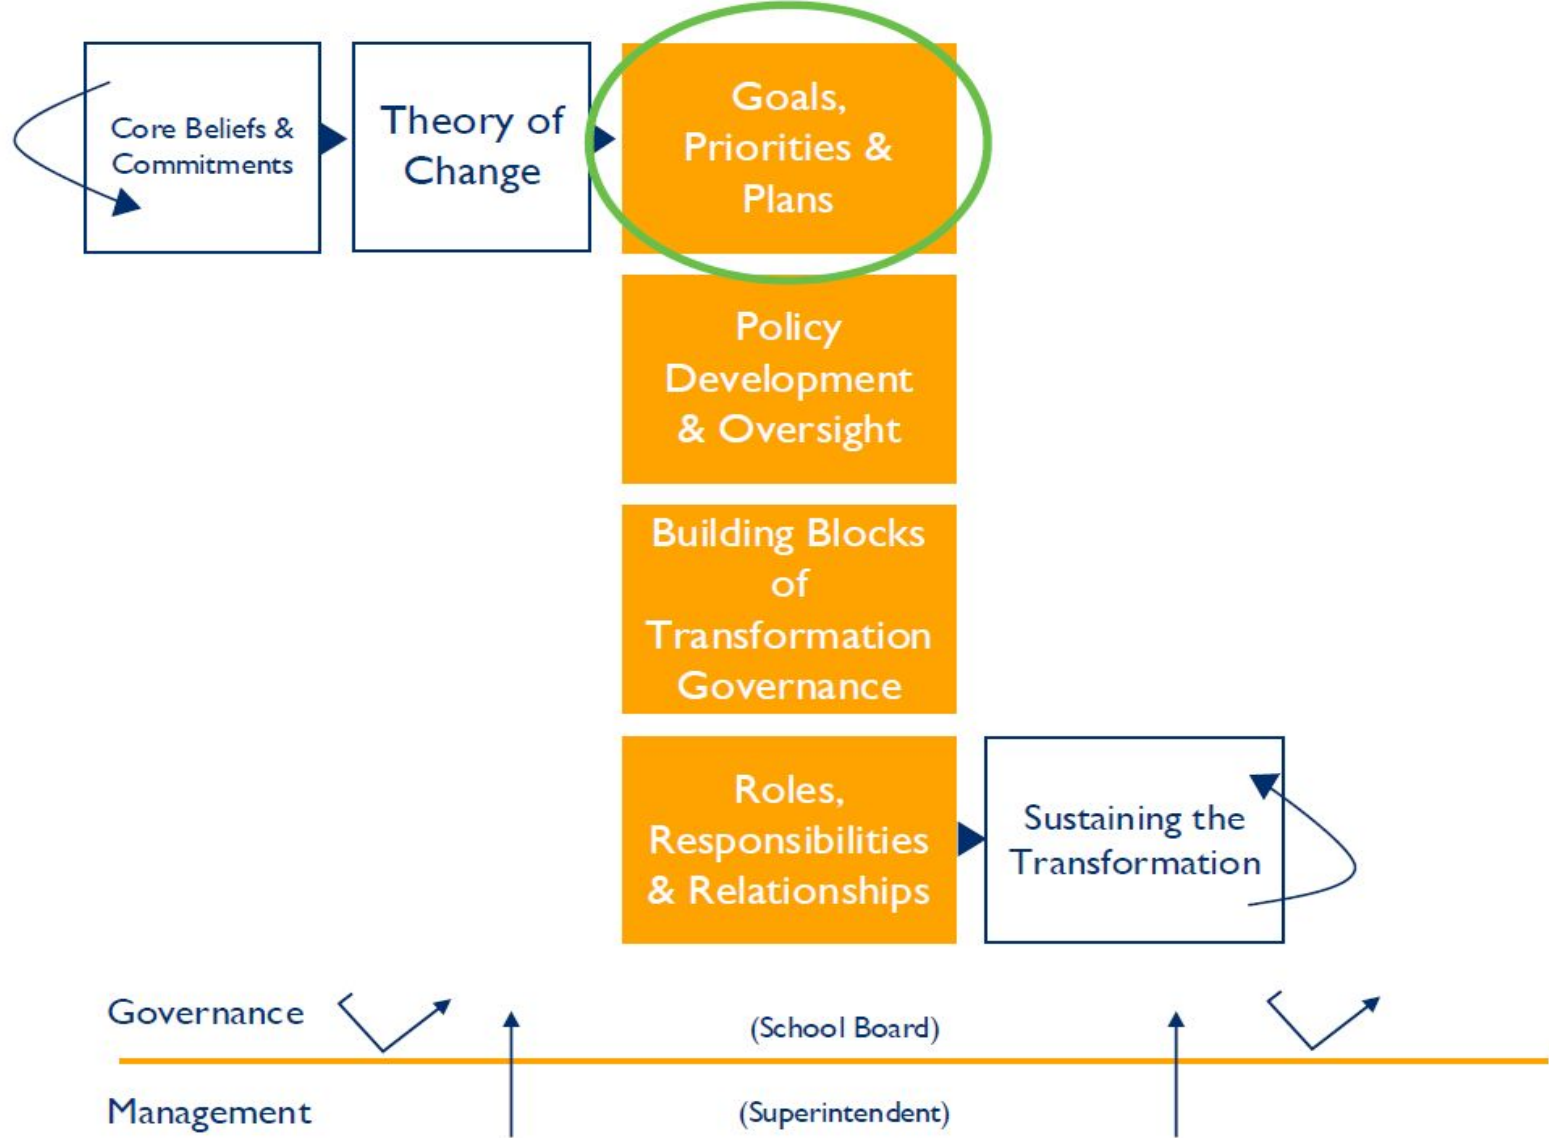 Core Beliefs &
Commitments
Theory of
Change
Goals,
Priorities &
Plans
Policy
Development
& Oversight
Building Blocks
of
Transformation
Governance
Roles,
Responsibilities
& Relationships
Sustaining the
Transformation
Governance
(School Board)
Management
(Superintendent)